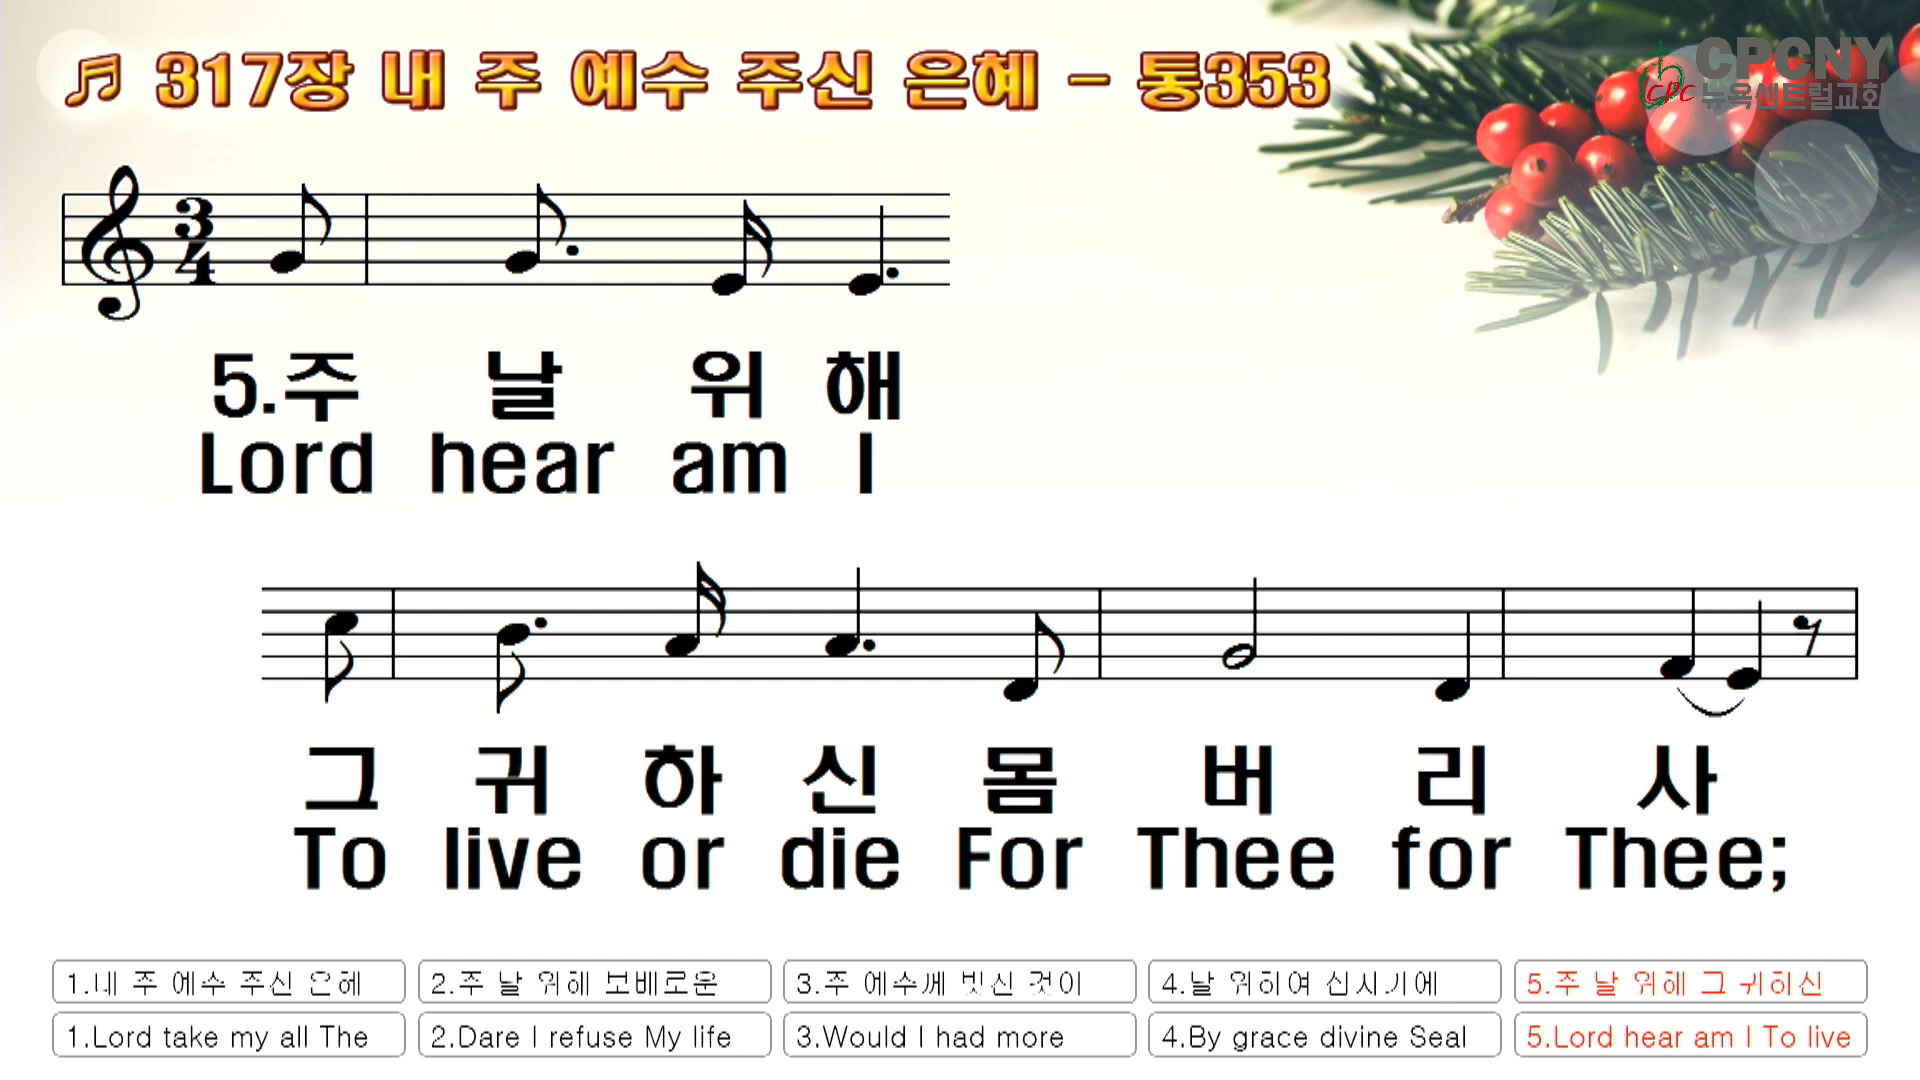 317장 내 주 예수 주신 은혜 - 통353
CPCNY
CPC 뉴욕센트럴교회
5.주 날 위 해
Lord hear am I
그 귀 하 신 몸 버 리 사
To live or die For Thee for Thee;
1.내 주 예수 주신 은혜 2.주 날 위해 보배로운 3.주 예수께 빗신 것이 4.날 위하여 십시기에 5.주 날 위해 그 귀하신
1.Lord take my all The 2.Dare I refuse My life 3.Would I had more 4.By grace divine Seal 5.Lord hear am I To live